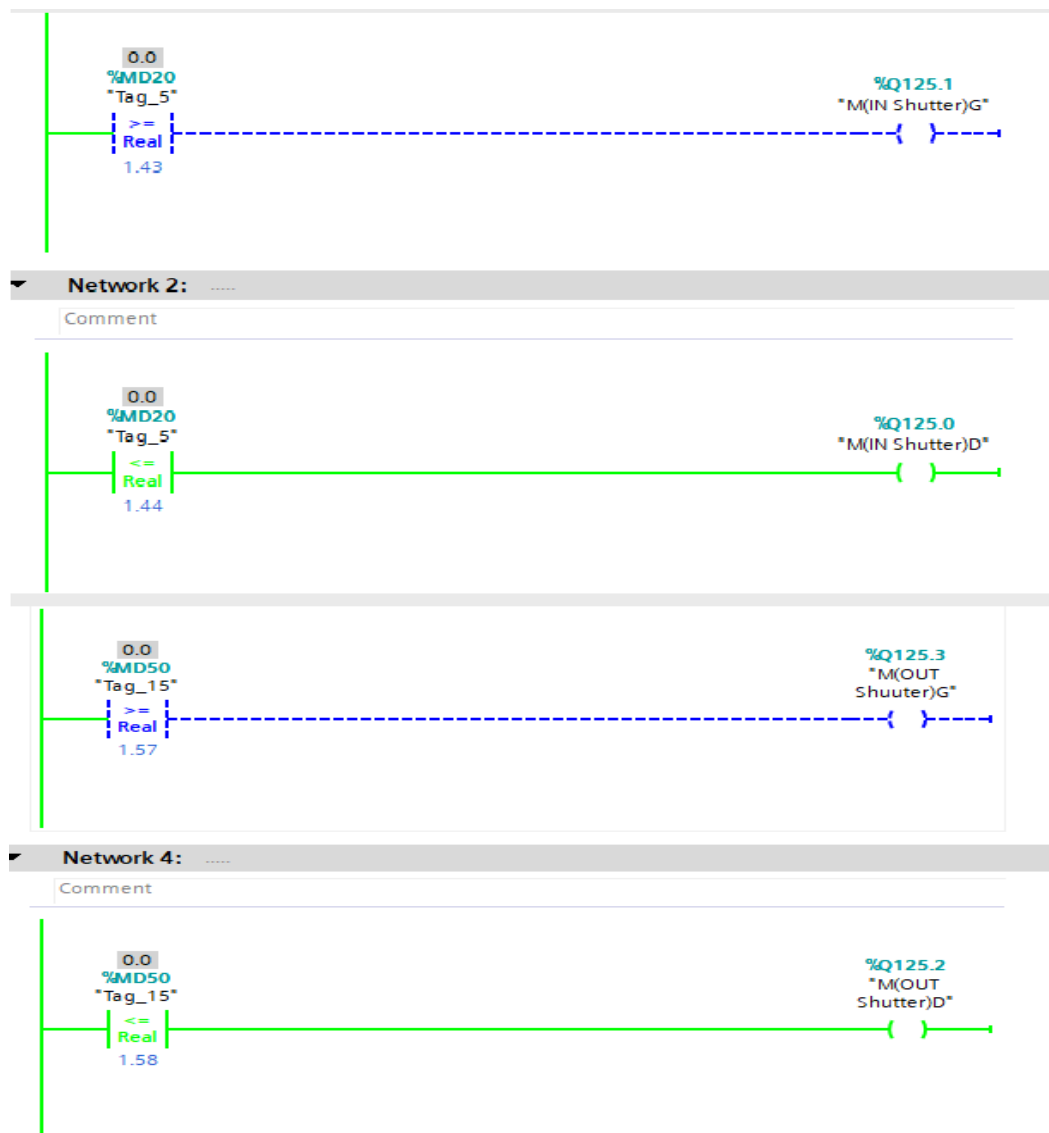 0.0
%MD20
"Tag_5"
%Q125.1
"M(IN Shutter)G"
>=
Real
1.43
Network 2: .....
Comment
0.0
%MD20
"Tag_5"
%Q125.0
"M(IN Shutter)D"
<=
Real
1.44
0.0
%MD50
"Tag_15"
%Q125.3
"M(OUT
Shuuter)G"
>=
Real
1.57
Network 4: .....
Comment
0.0
%MD50
"Tag_15"
%Q125.2
"M(OUT
Shutter)D"
<=
Real
1.58